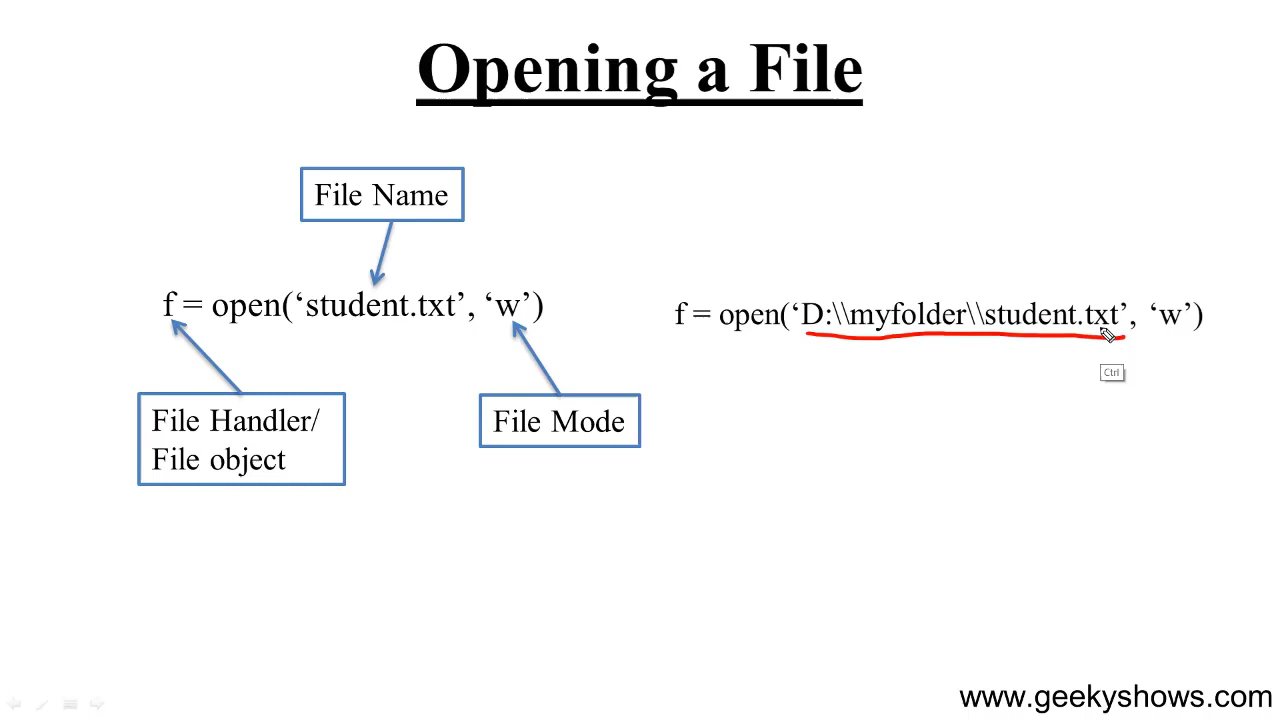 Opening a File
File Name
f = open(‘student.txt’, ‘w’)
f = open(‘D:\\myfolder\\student.txt’, ‘w’)
Ctrl
File Handler/
File object
File Mode
www.geekyshows.com